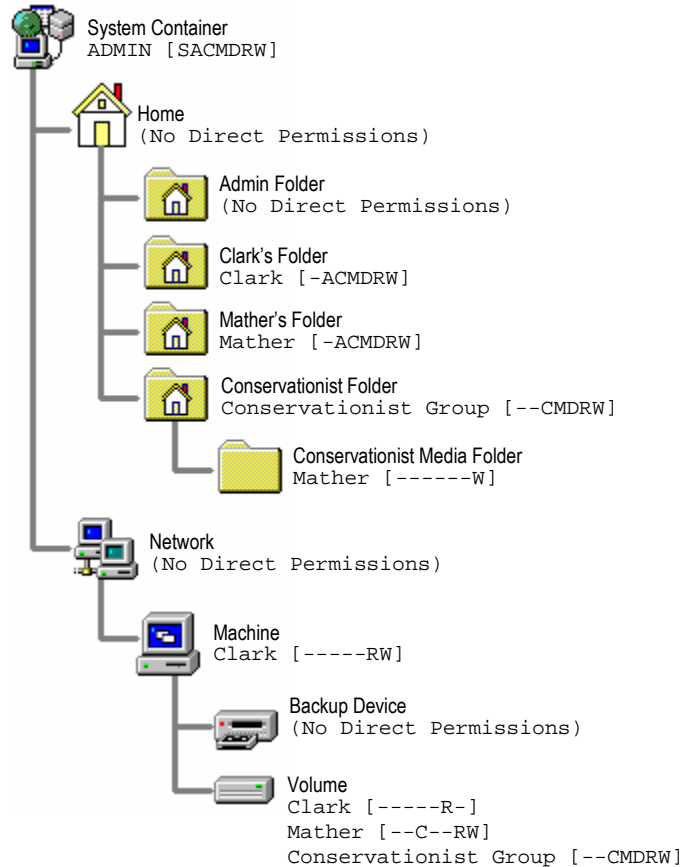 System Container
ADMIN [SACMDRW]
Home
(No Direct Permissions)
Admin Folder
(No Direct Permissions)
Clark's Folder
Clark [-ACMDRW]
Mather's Folder
Mather [-ACMDRW]
Conservationist Folder
Conservationist Group [--CMDRW]
Conservationist Media Folder
Mather [------W]
Network
(No Direct Permissions)
Machine
Clark [-----RW]
Backup Device
(No Direct Permissions)
Volume
Clark [-----R-]
Mather [--C--RW]
Conservationist Group [--CMDRW]